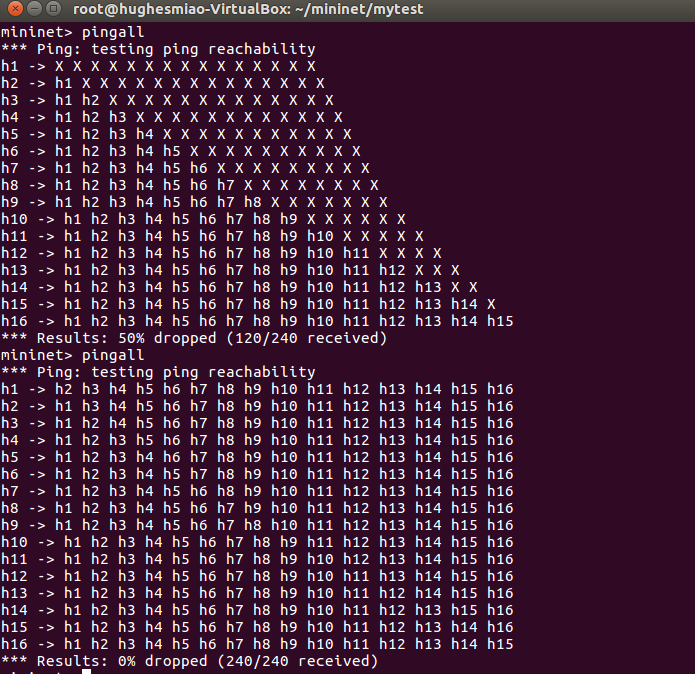 root@hughesmiao-VirtualBox: ~/mininet/mytest
mininet> pingall
*** Ping: testing ping reachability
h1 -> X X X X X X X X X X X X X X X
h2 -> h1 X X X X X X X X X X X X X X
h3 -> h1 h2 X X X X X X X X X X X X X
h4 -> h1 h2 h3 X X X X X X X X X X X X
h5 -> h1 h2 h3 h4 X X X X X X X X X X X
h6 -> h1 h2 h3 h4 h5 X X X X X X X X X X
h7 -> h1 h2 h3 h4 h5 h6 X X X X X X X X X
h8 -> h1 h2 h3 h4 h5 h6 h7 X X X X X X X X
h9 -> h1 h2 h3 h4 h5 h6 h7 h8 X X X X X X X
h10 -> h1 h2 h3 h4 h5 h6 h7 h8 h9 X X X X X X
h11 -> h1 h2 h3 h4 h5 h6 h7 h8 h9 h10 X X X X X
h12 -> h1 h2 h3 h4 h5 h6 h7 h8 h9 h10 h11 X X X X
h13 -> h1 h2 h3 h4 h5 h6 h7 h8 h9 h10 h11 h12 X X X
h14 -> h1 h2 h3 h4 h5 h6 h7 h8 h9 h10 h11 h12 h13 X X
h15 -> h1 h2 h3 h4 h5 h6 h7 h8 h9 h10 h11 h12 h13 h14 X
h16 -> h1 h2 h3 h4 h5 h6 h7 h8 h9 h10 h11 h12 h13 h14 h15
*** Results: 50% dropped (120/240 received)
mininet> pingall
*** Ping: testing ping reachability
h1 -> h2 h3 h4 h5 h6 h7 h8 h9 h10 h11 h12 h13 h14 h15 h16
h2 -> h1 h3 h4 h5 h6 h7 h8 h9 h10 h11 h12 h13 h14 h15 h16
h3 -> h1 h2 h4 h5 h6 h7 h8 h9 h10 h11 h12 h13 h14 h15 h16
h4 -> h1 h2 h3 h5 h6 h7 h8 h9 h10 h11 h12 h13 h14 h15 h16
h5 -> h1 h2 h3 h4 h6 h7 h8 h9 h10 h11 h12 h13 h14 h15 h16
h6 -> h1 h2 h3 h4 h5 h7 h8 h9 h10 h11 h12 h13 h14 h15 h16
h7 -> h1 h2 h3 h4 h5 h6 h8 h9 h10 h11 h12 h13 h14 h15 h16
h8 -> h1 h2 h3 h4 h5 h6 h7 h9 h10 h11 h12 h13 h14 h15 h16
h9 -> h1 h2 h3 h4 h5 h6 h7 h8 h10 h11 h12 h13 h14 h15 h16
h10 -> h1 h2 h3 h4 h5 h6 h7 h8 h9 h11 h12 h13 h14 h15 h16
h11 -> h1 h2 h3 h4 h5 h6 h7 h8 h9 h10 h12 h13 h14 h15 h16
h12 -> h1 h2 h3 h4 h5 h6 h7 h8 h9 h10 h11 h13 h14 h15 h16
h13 -> h1 h2 h3 h4 h5 h6 h7 h8 h9 h10 h11 h12 h14 h15 h16
h14 -> h1 h2 h3 h4 h5 h6 h7 h8 h9 h10 h11 h12 h13 h15 h16
h15 -> h1 h2 h3 h4 h5 h6 h7 h8 h9 h10 h11 h12 h13 h14 h16
h16 -> h1 h2 h3 h4 h5 h6 h7 h8 h9 h10 h11 h12 h13 h14 h15
*** Results: 0% dropped (240/240 received)